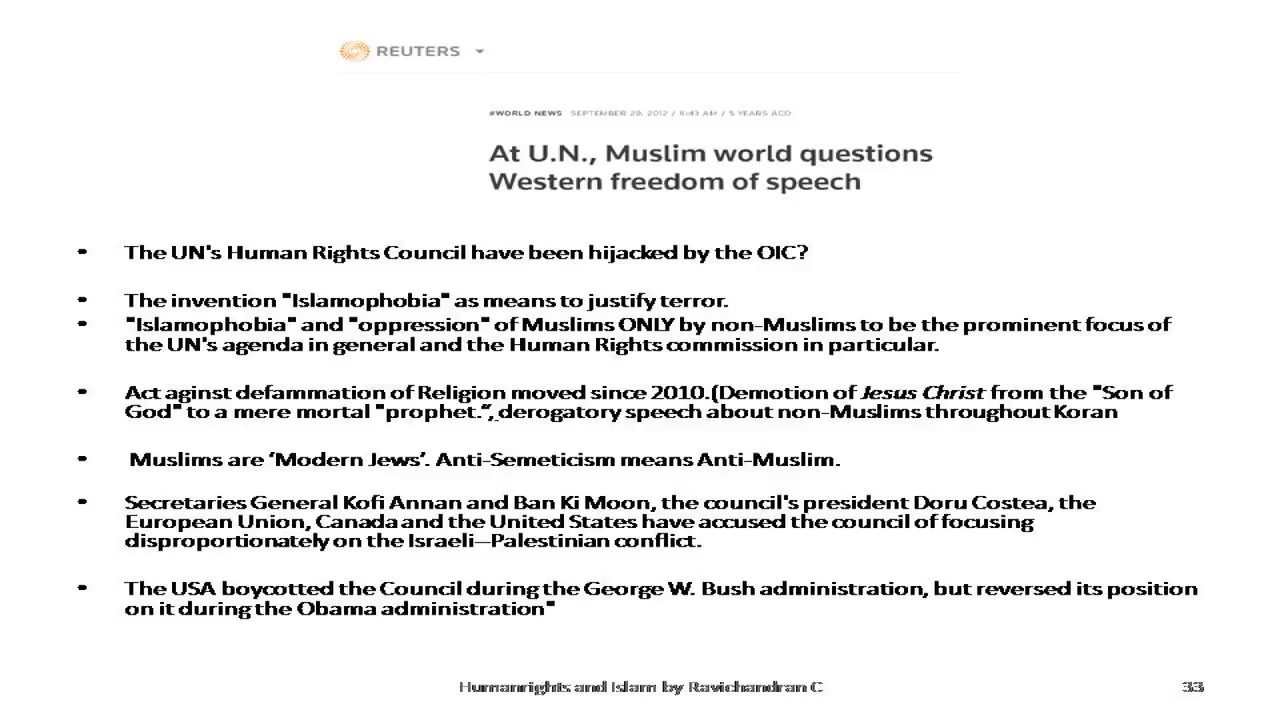 REUTERS
#WORLD NEWS SEPTEMBER 29, 2012 / 6:43 AM / 5 YEARS AGO
At U.N., Muslim world questions
Western freedom of speech
• The UN's Human Rights Council have been hijacked by the OIC?
• The invention "Islamophobia" as means to justify terror.
• "Islamophobia" and "oppression" of Muslims ONLY by non-Muslims to be the prominent focus of
the UN's agenda in general and the Human Rights commission in particular.
• Act aginst defammation of Religion moved since 2010.(Demotion of Jesus Christ from the "Son of
God" to a mere mortal "prophet.“, derogatory speech about non-Muslims throughout Koran
• Muslims are ‘Modern Jews’. Anti-Semeticism means Anti-Muslim.
• Secretaries General Kofi Annan and Ban Ki Moon, the council's president Doru Costea, the
European Union, Canada and the United States have accused the council of focusing
disproportionately on the Israeli–Palestinian conflict.
• The USA boycotted the Council during the George W. Bush administration, but reversed its position
on it during the Obama administration"
Humanrights and Islam by Ravichandran C
33